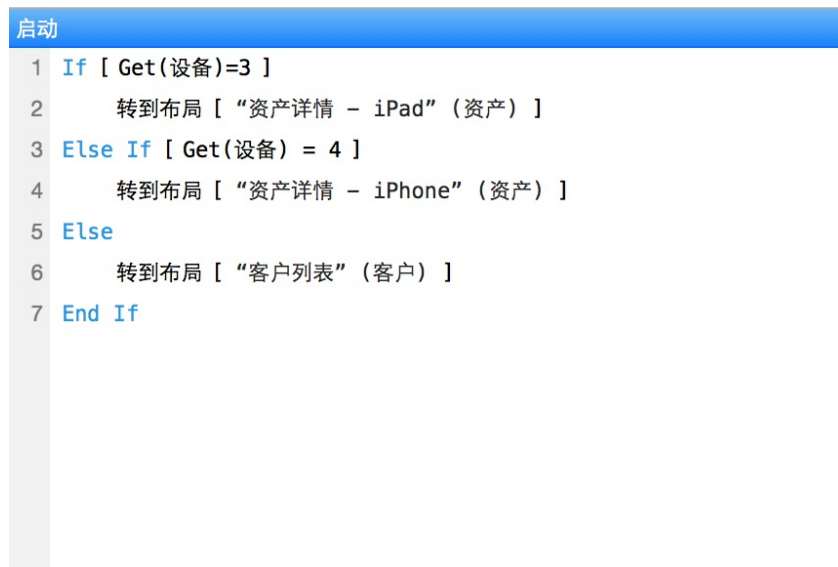 启动
1 If [ Get(设备)=3 ]
2 转到布局 [ “资产详情 – iPad” (资产) ]
3 Else If [ Get(设备) = 4 ]
4 转到布局 [ “资产详情 – iPhone” (资产) ]
5 Else
6 转到布局 [ “客户列表” (客户) ]
7 End If